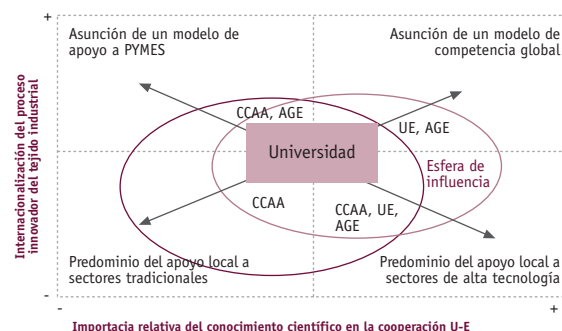 +
Asunción de un modelo de
apoyo a PYMES
Asunción de un modelo de
competencia global
Internacionalización del proceso
innovador del tejido industrial
CCAA, AGE
UE, AGE
Universidad
Esfera de
influencia
CCAA
CCAA, UE,
AGE
Predominio del apoyo local a
sectores tradicionales
Predominio del apoyo local a
sectores de alta tecnología
-
-
+
Importacia relativa del conocimiento científico en la cooperación U-E